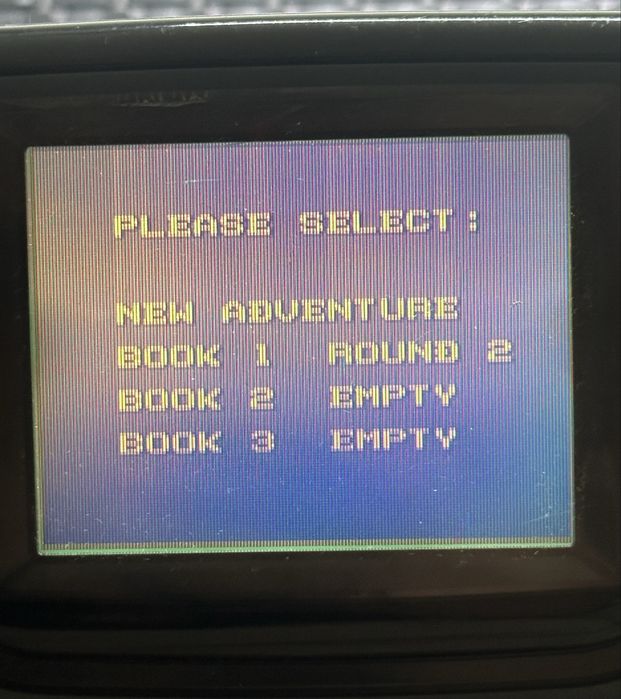 PLEASE SELECT:
NEW ADVENTURE
BOOK 1 ROUND 2
BOOK 2 EMPTY
BOOK 3 EMPTY